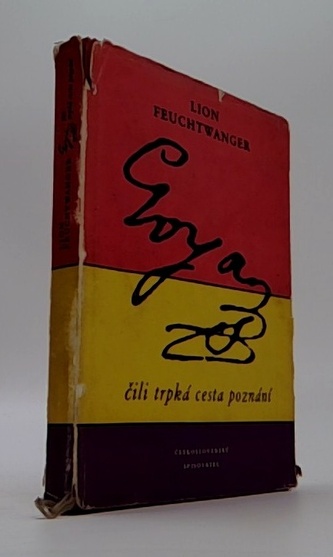 LION
FEUCHTWANGER
Goya
čili trpká cesta poznání
ČESKOSLOVENSKÝ
SPISOVATEL